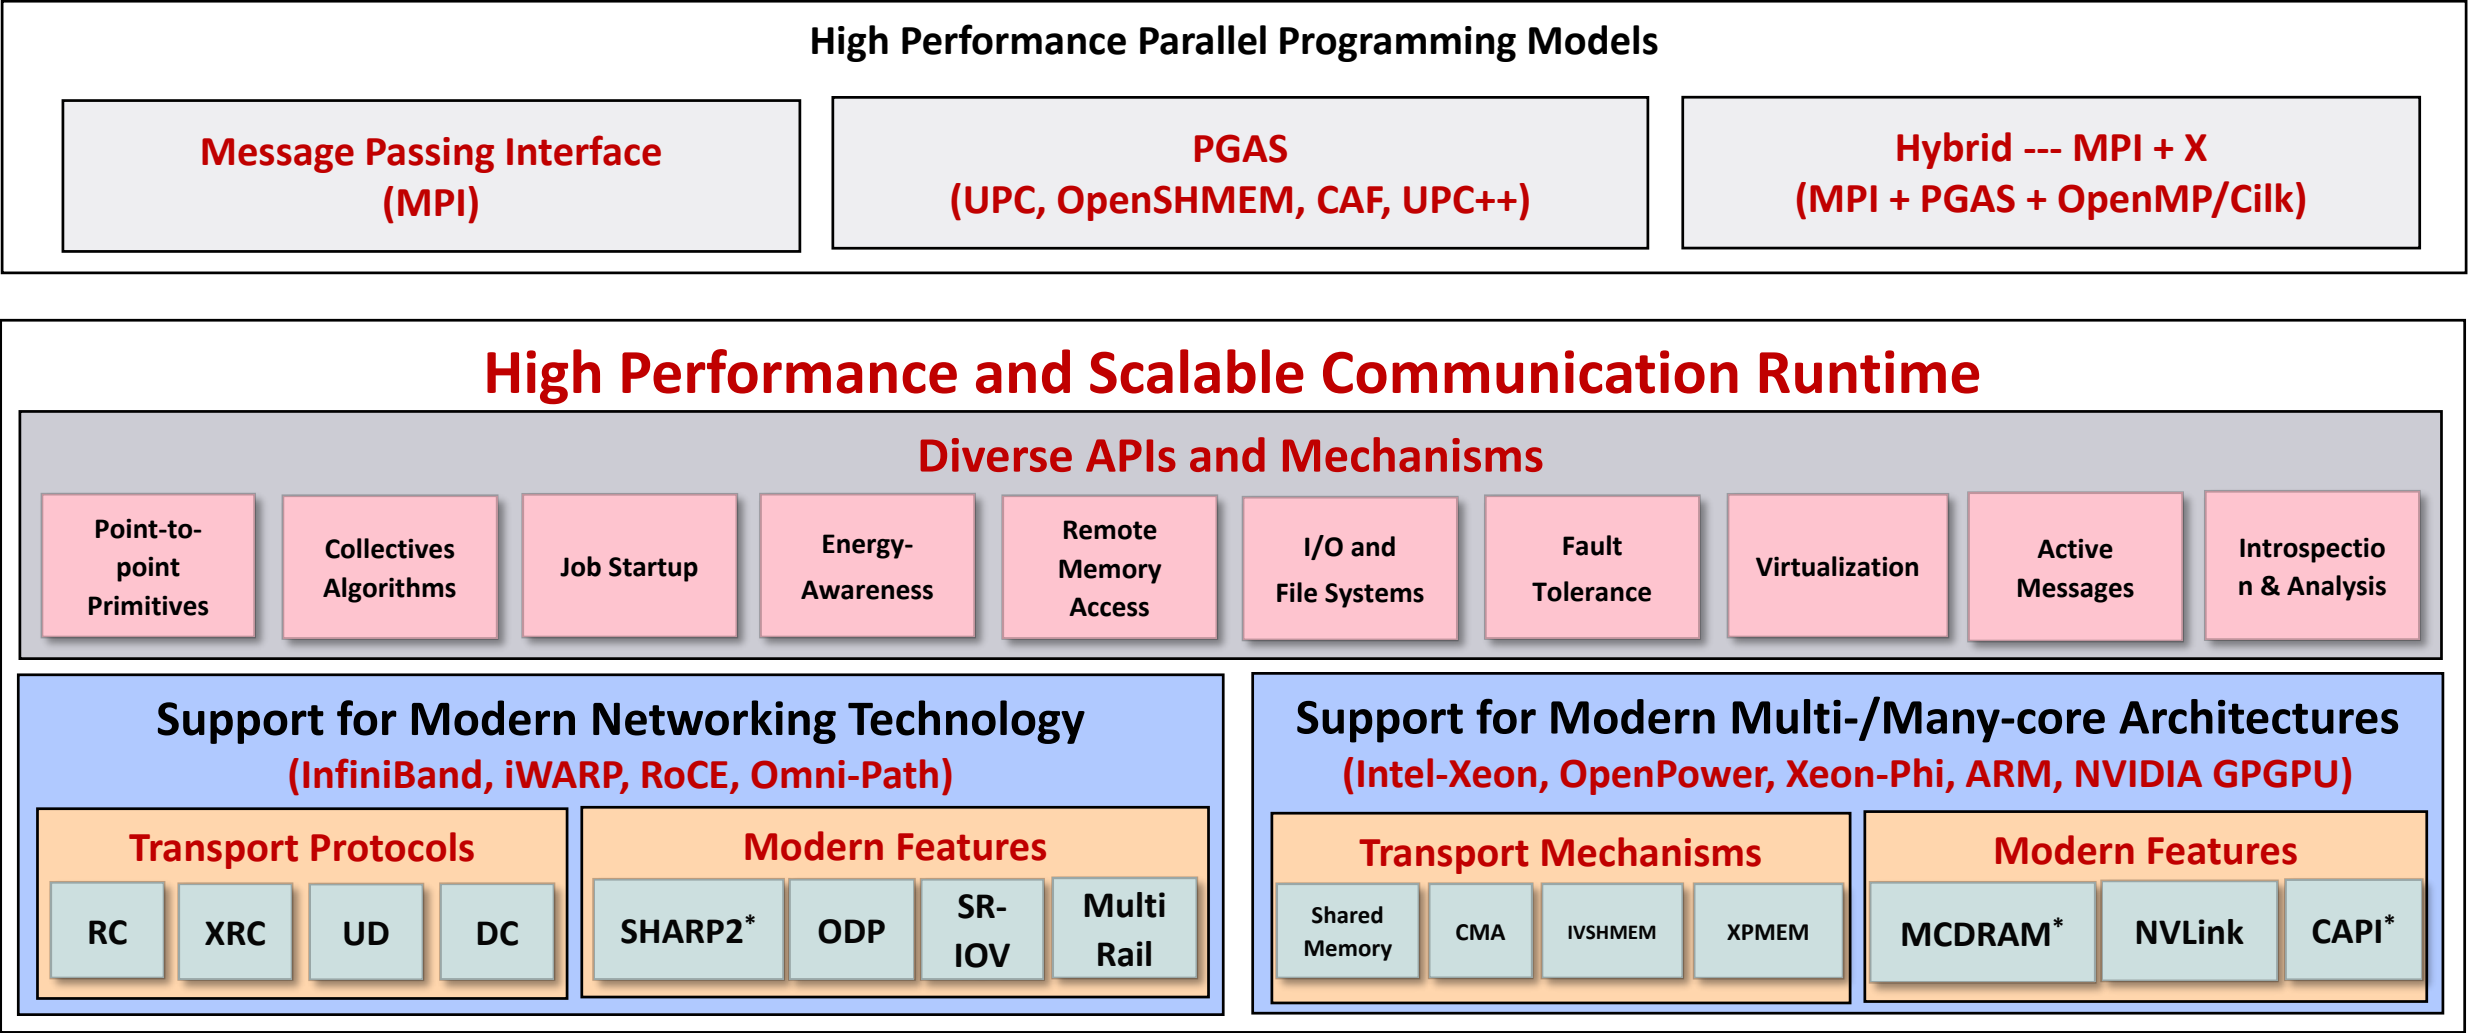 High Performance Parallel Programming Models
Message Passing Interface
(MPI)
PGAS
(UPC, OpenSHMEM, CAF, UPC++)
Hybrid --- MPI + X
(MPI + PGAS + OpenMP/Cilk)
High Performance and Scalable Communication Runtime
Diverse APIs and Mechanisms
Point-to-
point
Primitives
Collectives
Algorithms
Job Startup
Energy-
Awareness
Remote
Memory
Access
I/O and
File Systems
Fault
Tolerance
Virtualization
Active
Messages
Introspectio
n & Analysis
Support for Modern Networking Technology
(InfiniBand, iWARP, RoCE, Omni-Path)
Transport Protocols
RC
XRC
UD
DC
Modern Features
SHARP2*
ODP
SR-
IOV
Multi
Rail
Support for Modern Multi-/Many-core Architectures
(Intel-Xeon, OpenPower, Xeon-Phi, ARM, NVIDIA GPGPU)
Transport Mechanisms
Shared
Memory
CMA
IVSHMEM
XPMEM
Modern Features
MCDRAM*
NVLink
CAPI*